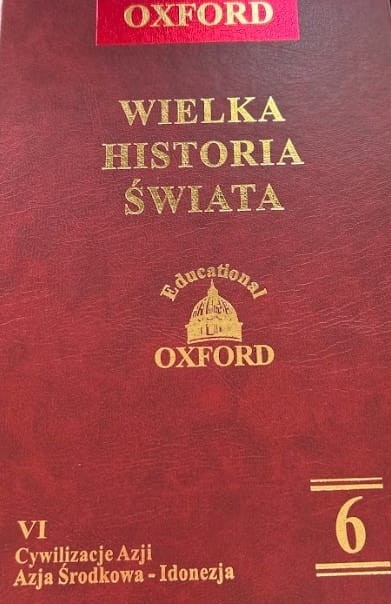 OXFORD
WIELKA
HISTORIA
ŚWIATA
Educational
OXFORD
6
VI
Cywilizacje Azji
Azja Środkowa - Idonezja